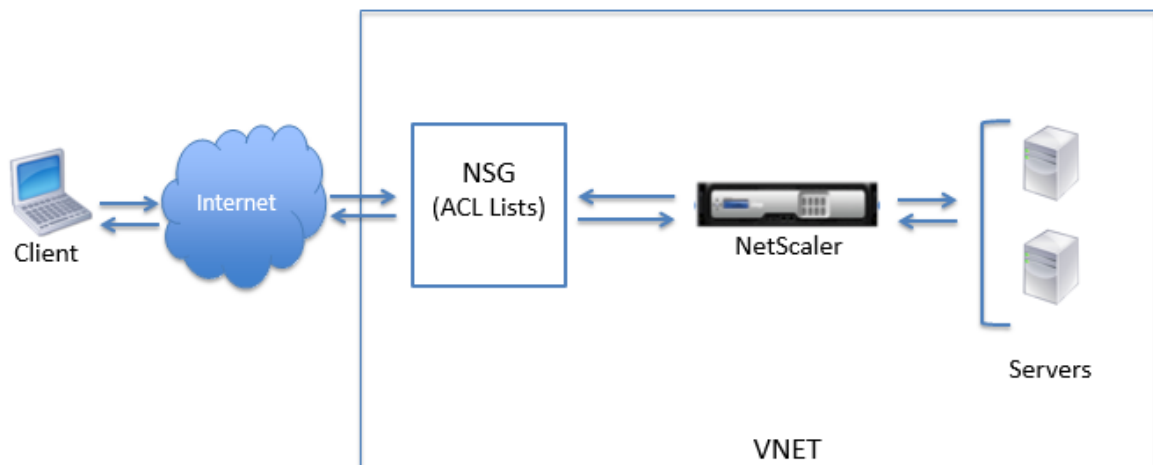 Client
Internet
NSG
(ACL Lists)
NetScaler
Servers
VNET